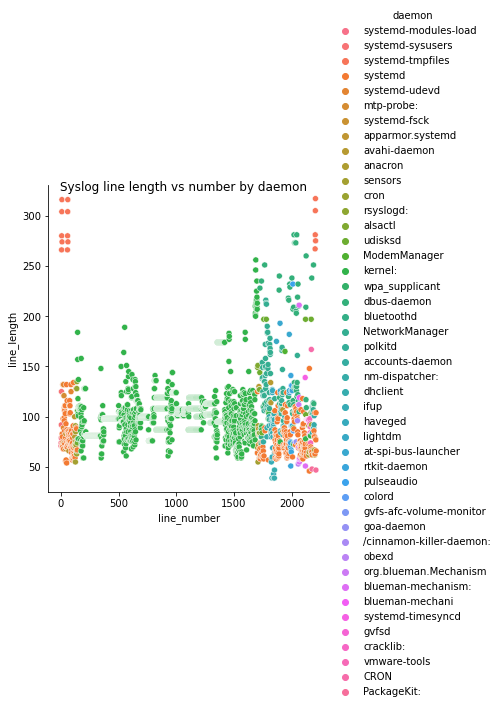 daemon
systemd-modules-load
systemd-sysusers
systemd-tmpfiles
systemd
systemd-udevd
mtp-probe:
systemd-fsck
apparmor.systemd
avahi-daemon
anacron
sensors
cron
rsyslogd:
alsactl
udisksd
ModemManager
kernel:
wpa_supplicant
dbus-daemon
bluetoothd
NetworkManager
polkitd
accounts-daemon
nm-dispatcher:
dhclient
ifup
haveged
lightdm
at-spi-bus-launcher
rtkit-daemon
pulseaudio
colord
gvfs-afc-volume-monitor
goa-daemon
/cinnamon-killer-daemon:
obexd
org.blueman.Mechanism
blueman-mechanism:
blueman-mechani
systemd-timesyncd
gvfsd
cracklib:
vmware-tools
CRON
PackageKit:
Syslog line length vs number by daemon
line_length
300
250
200
150
100
50
0
500
1000
1500
2000
line_number